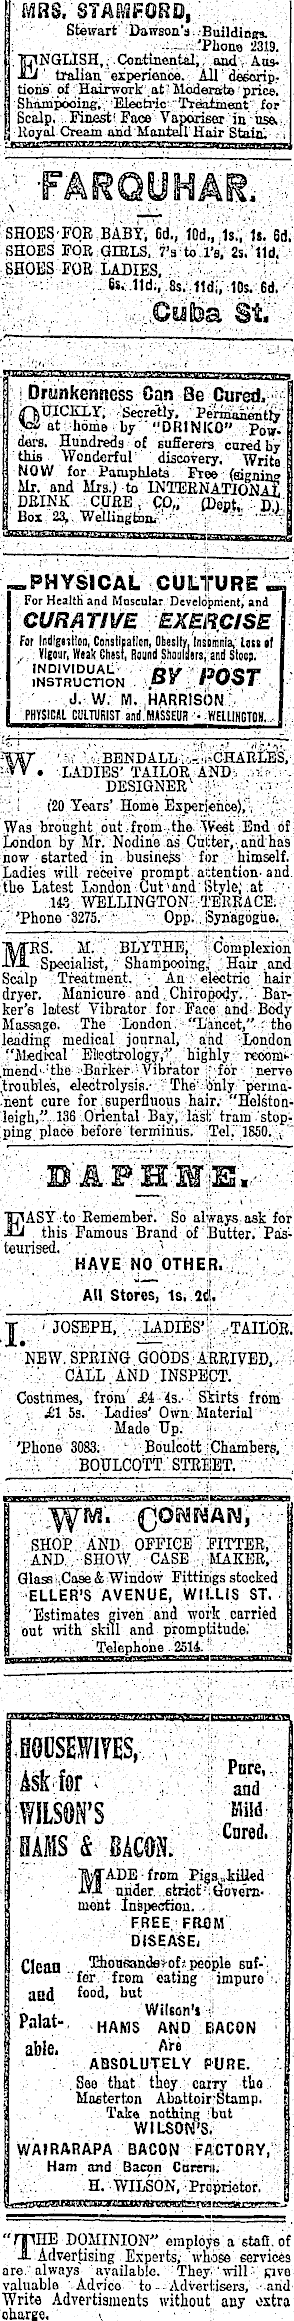 MRS. STAMFORD,
Stewart Dawson's Buildings.
'Phone 2319.
ENGLISH, Continental, and Aus-
tralian experience. All descrip-
tions of Hairwork at Moderate price.
Shampooing, Electric Treatment for
Scalp. Finest Face Vaporiser in use.
Royal Cream and Mantell Hair Stain.
FARQUHAR.
SHOES FOR BABY, 6d., 10d., 1s., 1s. 6d.
SHOES FOR GIRLS, 7's to 1's, 2s. 11d.
SHOES FOR LADIES,
6s. 11d., 8s. 11d., 10s. 6d.
Cuba St.
Drunkenness Can Be Cured.
QUICKLY, Secretly, Permanently
at home by "DRINKO" Pow-
ders. Hundreds of sufferers cured by
this Wonderful discovery. Write
NOW for Pamphlets Free (signing
Mr. and Mrs.) to INTERNATIONAL
DRINK CURE CO., (Dept. D.)
Box 23, Wellington.
PHYSICAL CULTURE
For Health and Muscular Development, and
CURATIVE EXERCISE
For Indigestion, Constipation, Obesity, Insomnia, Loss of
Vigour, Weak Chest, Round Shoulders, and Stoop.
INDIVIDUAL INSTRUCTION BY POST
J. W. M. HARRISON
PHYSICAL CULTURIST and MASSEUR - WELLINGTON.
W. BENDALL CHARLES,
LADIES' TAILOR AND
DESIGNER
(20 Years' Home Experience),
Was brought out from the West End of
London by Mr. Nodine as Cutter, and has
now started in business for himself.
Ladies will receive prompt attention and
the Latest London Cut and Style, at
143 WELLINGTON TERRACE.
'Phone 3275. Opp. Synagogue.
MRS. M. BLYTHE, Complexion
Specialist, Shampooing, Hair and
Scalp Treatment. An electric hair
dryer. Manicure and Chiropody. Bar-
ker's latest Vibrator for Face and Body
Massage. The London "Lancet," the
leading medical journal, and London
"Medical Electrology," highly recom-
mend the Barker Vibrator for nerve
troubles, electrolysis. The only perma-
nent cure for superfluous hair. "Helston-
leigh," 136 Oriental Bay, last tram stop-
ping place before terminus. Tel. 1850.
DAPHNE.
EASY to Remember. So always ask for
this Famous Brand of Butter. Pas-
teurised.
HAVE NO OTHER.
All Stores, 1s. 2d.
I. JOSEPH, LADIES' TAILOR.
NEW SPRING GOODS ARRIVED,
CALL AND INSPECT.
Costumes, from £4 4s. Skirts from
£1 5s. Ladies' Own Material
Made Up.
'Phone 3083. Boulcott Chambers,
BOULCOTT STREET.
WM. CONNAN,
SHOP AND OFFICE FITTER,
AND SHOW CASE MAKER,
Glass Case & Window Fittings stocked
ELLER'S AVENUE, WILLIS ST.
Estimates given and work carried
out with skill and promptitude.
Telephone 2514.
HOUSEWIVES,
Ask for
WILSON'S
HAMS & BACON.
Pure,
and
Mild
Cured.
MADE from Pigs killed
under strict Govern-
ment Inspection.
FREE FROM
DISEASE.
Clean
and
Palat-
able.
Thousands of people suf-
fer from eating impure
food, but
Wilson's
HAMS AND BACON
Are
ABSOLUTELY PURE.
See that they carry the
Masterton Abattoir Stamp.
Take nothing but
WILSON'S.
WAIRARAPA BACON FACTORY,
Ham and Bacon Curers.
H. WILSON, Proprietor.
"THE DOMINION" employs a staff of
Advertising Experts, whose services
are always available. They will give
valuable Advice to Advertisers, and
Write Advertisments without any extra
charge.